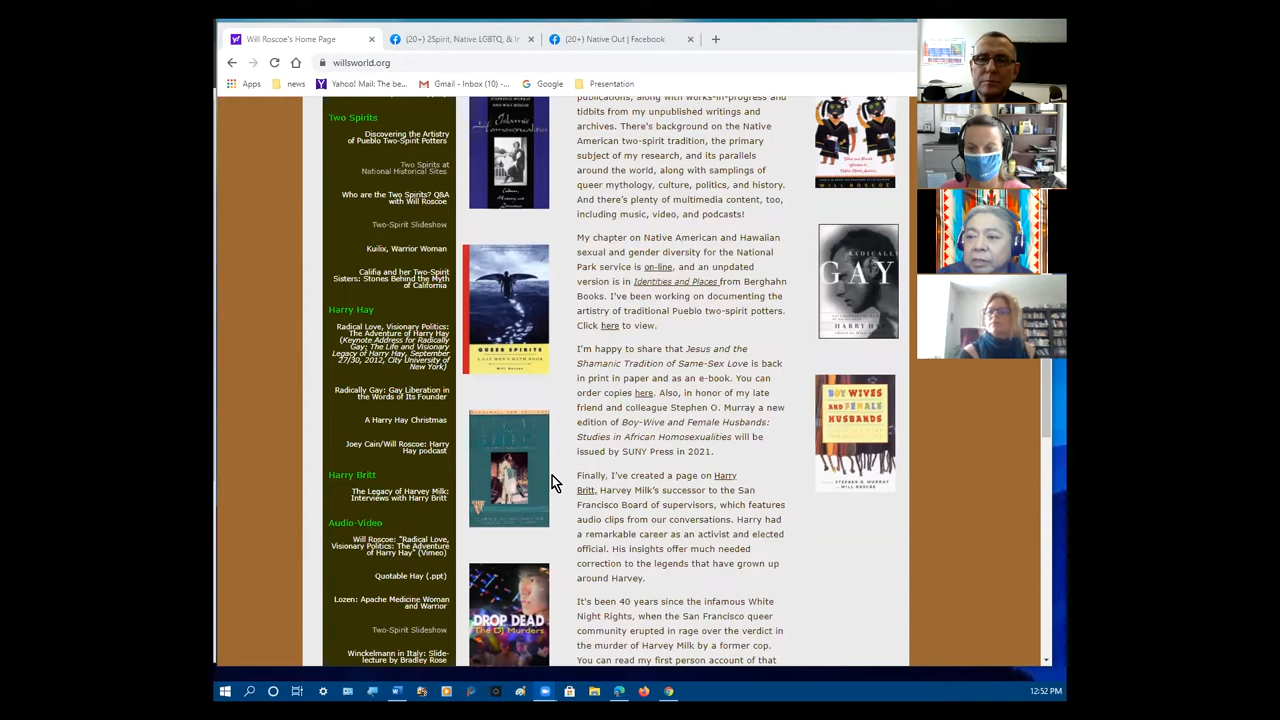 Will Roscoe's Home Page
(20+) 2Spirit, Native LGBTQ, & Ir
(20+) Native Out | Facebook
willsworld.org
Apps
news
Yahoo! Mail: The be...
Gmail - Inbox (10) -...
Google
Presentation
Two Spirits
Discovering the Artistry
of Pueblo Two-Spirit Potters
Two Spirits at
National Historical Sites
Who are the Two Spirits? Q&A
with Will Roscoe
Two-Spirit Slideshow
Kuilix, Warrior Woman
Califia and her Two-Spirit
Sisters: Stories Behind the Myth
of California
Harry Hay
Radical Love, Visionary Politics:
The Adventure of Harry Hay
(Keynote Address for Radically
Gay: The Life and Visionary
Legacy of Harry Hay, September
27/30, 2012, City University of
New York)
Radically Gay: Gay Liberation in
the Words of Its Founder
A Harry Hay Christmas
Joey Cain/Will Roscoe: Harry
Hay podcast
Harry Britt
The Legacy of Harvey Milk:
Interviews with Harry Britt
Audio-Video
Will Roscoe: "Radical Love,
Visionary Politics: The Adventure
of Harry Hay" (Vimeo)
Quotable Hay (.ppt)
Lozen: Apache Medicine Woman
and Warrior
Two-Spirit Slideshow
Winckelmann in Italy: Slide-
lecture by Bradley Rose
Islamic
Homosexualities
QUEER SPIRITS
A GAY MEN'S MYTH BOOK
Will Roscoe
DROP DEAD
The DJ Murders
publications, along with works-in-progress and
tidbits from my unpublished writings and
archives. There's background on the Native
American two-spirit tradition, the primary
subject of my research, and its parallels
around the world, along with samplings of
queer mythology, culture, politics, and history.
And there's plenty of multimedia content, too,
including music, video, and podcasts!
My chapter on Native American and Hawaiian
sexual and gender diversity for the National
Park service is on-line, and an unpdated
version is in Identities and Places from Berghahn
Books. I've been working on documenting the
artistry of traditional Pueblo two-spirit potters.
Click here to view.
I'm happy to share that Jesus and the
Shamanic Tradition of Same-Sex Love is back
in print in paper and as an e-book. You can
order copies here. Also, in honor of my late
friend and colleague Stephen O. Murray a new
edition of Boy-Wive and Female Husbands:
Studies in African Homosexualities will be
issued by SUNY Press in 2021.
Finally, I've created a page on Harry
Britt, Harvey Milk's successor to the San
Francisco Board of supervisors, which features
audio clips from our conversations. Harry had
a remarkable career as an activist and elected
official. His insights offer much needed
correction to the legends that have grown up
around Harvey.
It's been 40 years since the infamous White
Night Rights, when the San Francisco queer
community erupted in rage over the verdict in
the murder of Harvey Milk by a former cop.
You can read my first person account of that
WILL ROSCOE
RADICALLY
GAY
HARRY HAY
BOY WIVES
AND FEMALE
HUSBANDS
STEPHEN O. MURRAY
WILL ROSCOE
12:52 PM